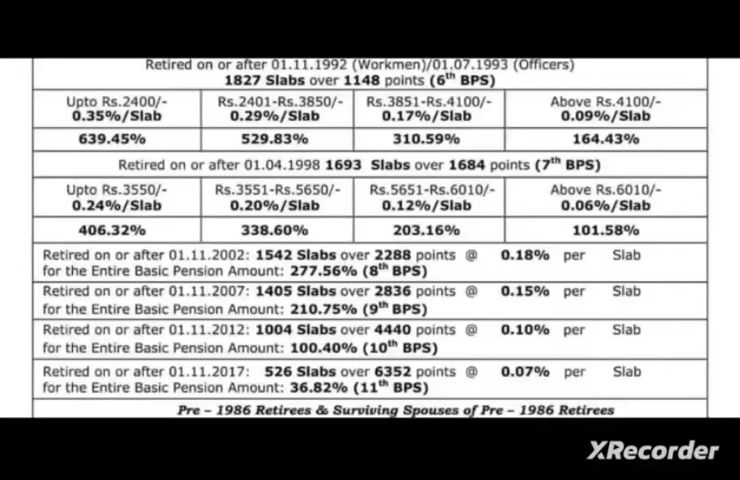 Retired on or after 01.11.1992 (Workmen)/01.07.1993 (Officers)
1827 Slabs over 1148 points (6th BPS)
Upto Rs.2400/- Rs.2401-Rs.3850/- Rs.3851-Rs.4100/- Above Rs.4100/-
0.35%/Slab 0.29%/Slab 0.17%/Slab 0.09%/Slab
639.45% 529.83% 310.59% 164.43%
Retired on or after 01.04.1998 1693 Slabs over 1684 points (7th BPS)
Upto Rs.3550/- Rs.3551-Rs.5650/- Rs.5651-Rs.6010/- Above Rs.6010/-
0.24%/Slab 0.20%/Slab 0.12%/Slab 0.06%/Slab
406.32% 338.60% 203.16% 101.58%
Retired on or after 01.11.2002: 1542 Slabs over 2288 points @ 0.18% per Slab
for the Entire Basic Pension Amount: 277.56% (8th BPS)
Retired on or after 01.11.2007: 1405 Slabs over 2836 points @ 0.15% per Slab
for the Entire Basic Pension Amount: 210.75% (9th BPS)
Retired on or after 01.11.2012: 1004 Slabs over 4440 points @ 0.10% per Slab
for the Entire Basic Pension Amount: 100.40% (10th BPS)
Retired on or after 01.11.2017: 526 Slabs over 6352 points @ 0.07% per Slab
for the Entire Basic Pension Amount: 36.82% (11th BPS)
Pre – 1986 Retirees & Surviving Spouses of Pre – 1986 Retirees
XRecorder